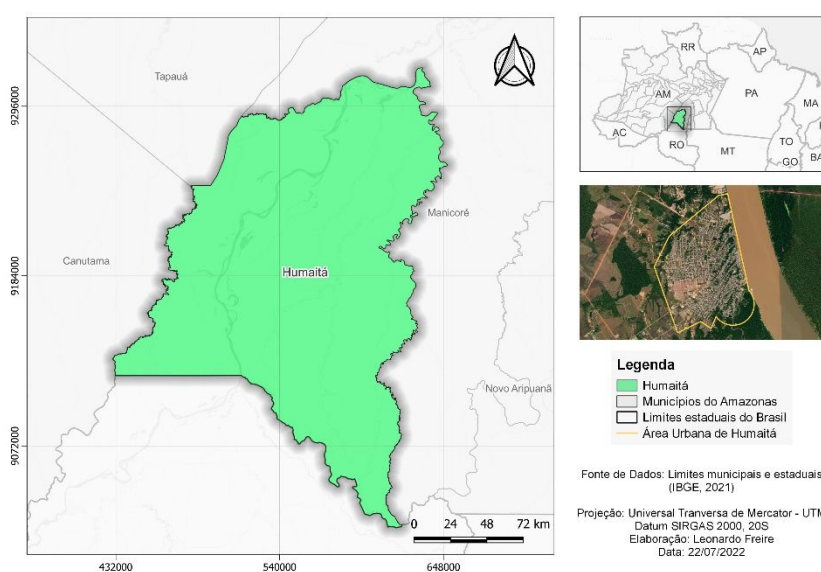 Tapauá
Manicoré
Canutama
Humaitá
Novo Aripuanã
9296000
9184000
9072000
0 24 48 72 km
432000 540000 648000
RR
AP
AM
PA
MA
AC
RO
MT
TO
GO
BA
Legenda
Humaitá
Municípios do Amazonas
Limites estaduais do Brasil
Área Urbana de Humaitá
Fonte de Dados: Limites municipais e estaduais
(IBGE, 2021)
Projeção: Universal Tranversa de Mercator - UTM
Datum SIRGAS 2000, 20S
Elaboração: Leonardo Freire
Data: 22/07/2022